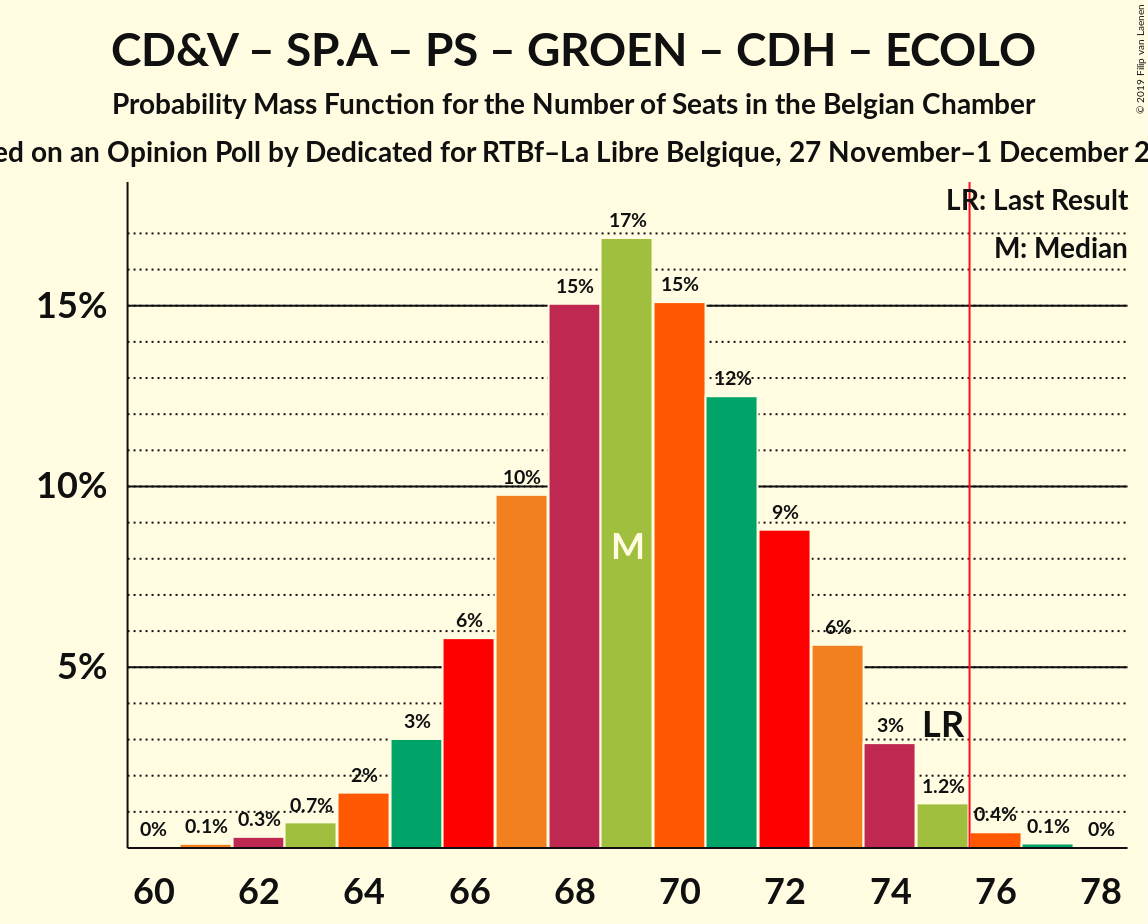 CD&V – SP.A – PS – GROEN – CDH – ECOLO
Probability Mass Function for the Number of Seats in the Belgian Chamber
ed on an Opinion Poll by Dedicated for RTBf–La Libre Belgique, 27 November–1 December 2
© 2019 Filip van Laenen
LR: Last Result
M: Median
15%
10%
5%
0%
0.1%
0.3%
0.7%
2%
3%
6%
10%
15%
17%
15%
12%
9%
6%
3%
1.2%
0.4%
0.1%
0%
M
LR
60 62 64 66 68 70 72 74 76 78